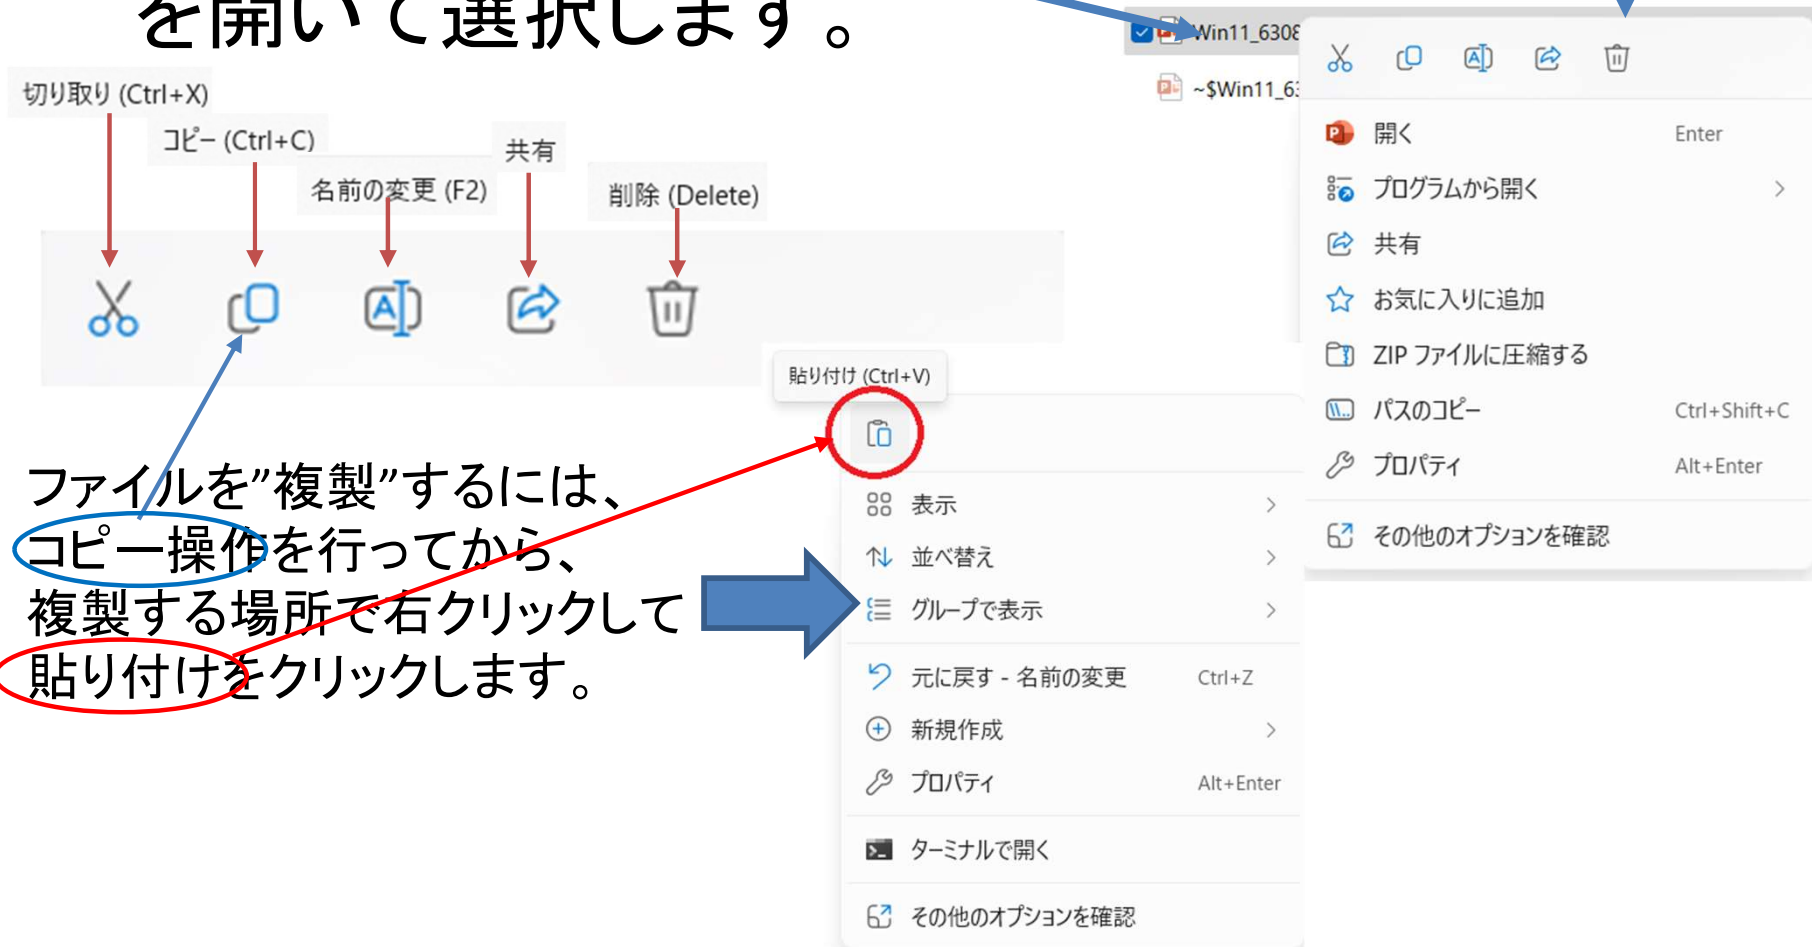 を開いて選択します。
切り取り (Ctrl+X)
コピー (Ctrl+C)
名前の変更 (F2)
共有
削除 (Delete)
ファイルを”複製”するには、
コピー操作を行ってから、
複製する場所で右クリックして
貼り付けをクリックします。
貼り付け (Ctrl+V)
表示
並べ替え
グループで表示
元に戻す - 名前の変更 Ctrl+Z
新規作成
プロパティ Alt+Enter
ターミナルで開く
その他のオプションを確認
Win11_6308
~$Win11_63
開く Enter
プログラムから開く
共有
お気に入りに追加
ZIP ファイルに圧縮する
パスのコピー Ctrl+Shift+C
プロパティ Alt+Enter
その他のオプションを確認